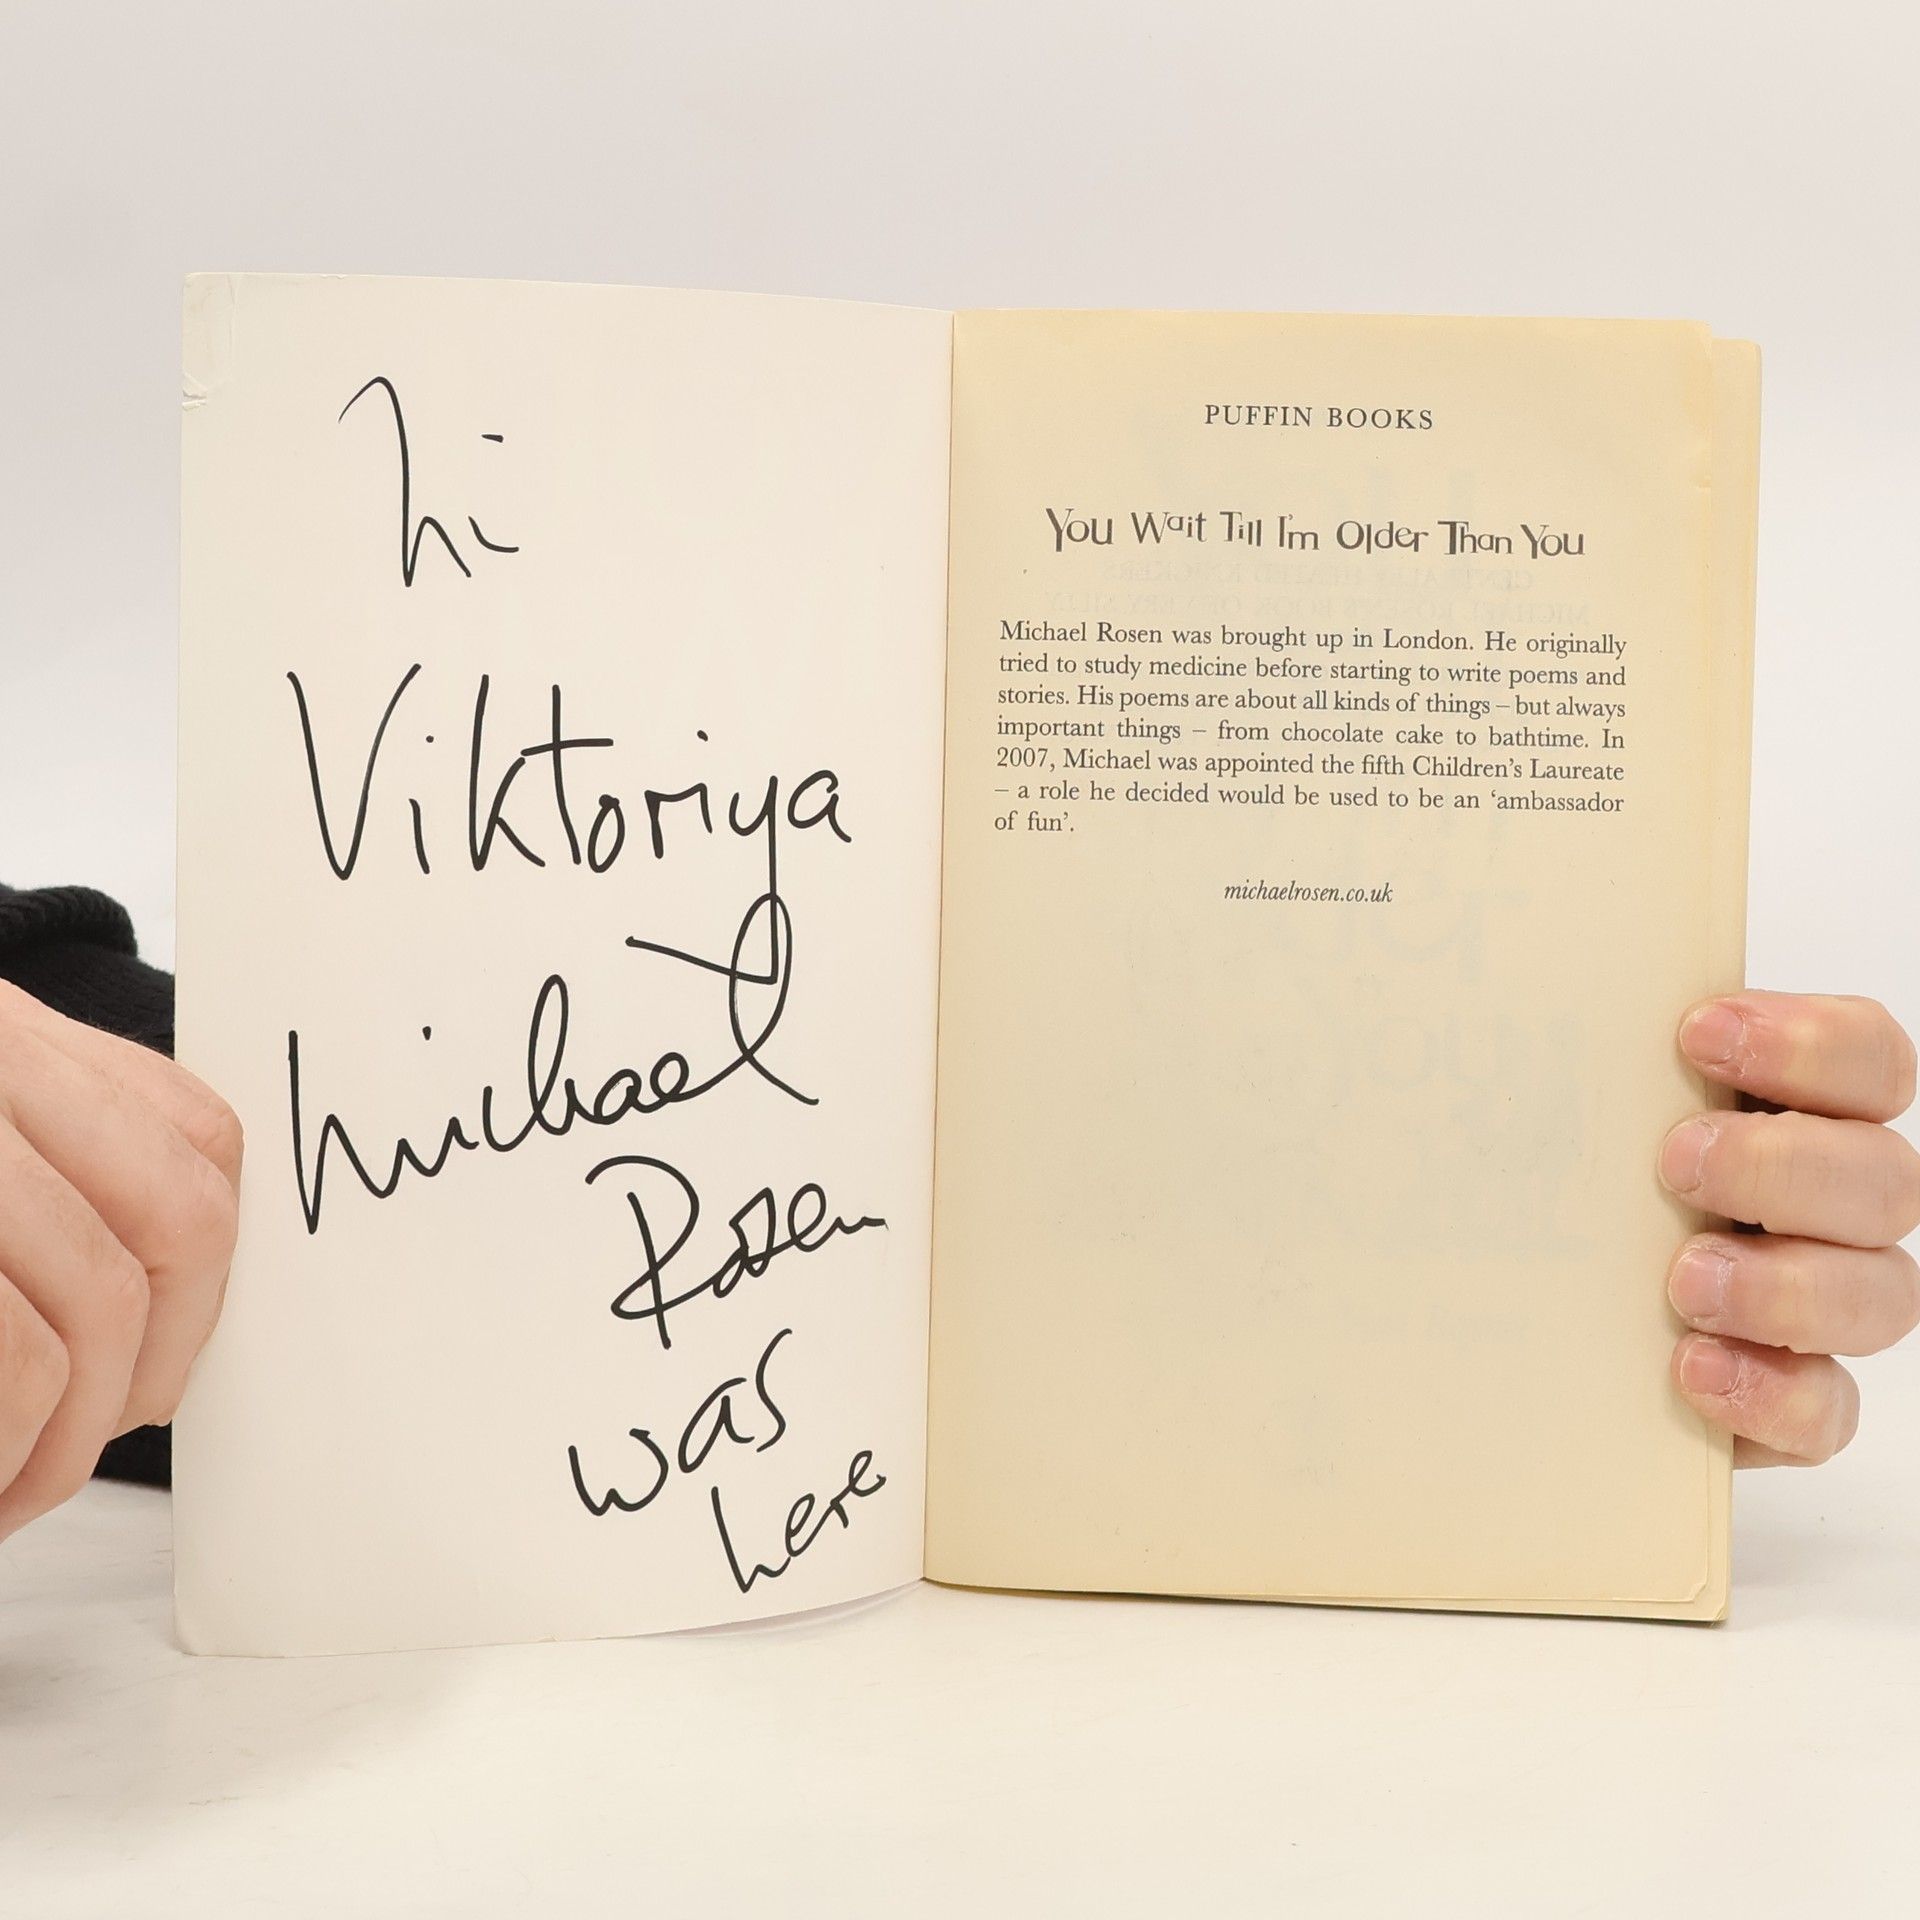 hi
Viktoriya
Michael
Rosen
was
here
PUFFIN BOOKS
You Wait Till I'm Older Than You
Michael Rosen was brought up in London. He originally
tried to study medicine before starting to write poems and
stories. His poems are about all kinds of things – but always
important things – from chocolate cake to bathtime. In
2007, Michael was appointed the fifth Children's Laureate
– a role he decided would be used to be an 'ambassador
of fun'.
michaelrosen.co.uk